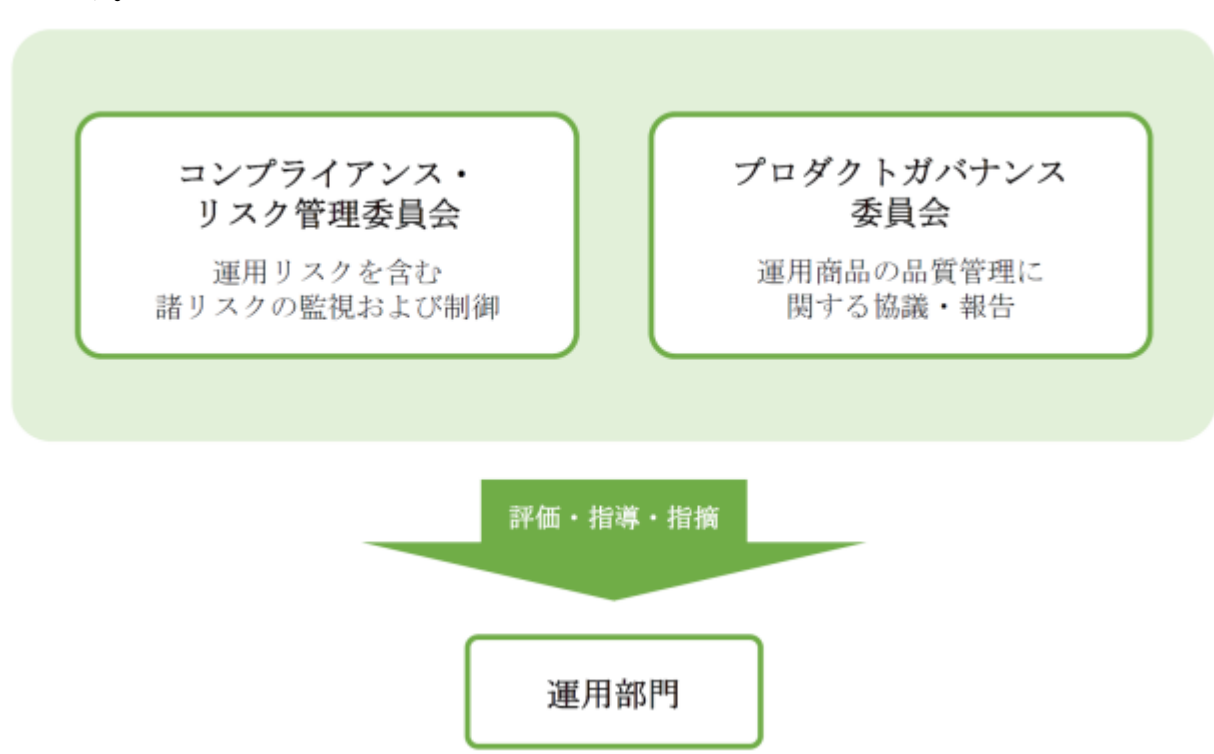 コンプライアンス・
リスク管理委員会
運用リスクを含む
諸リスクの監視および制御
プロダクトガバナンス
委員会
運用商品の品質管理に
関する協議・報告
評価・指導・指摘
運用部門